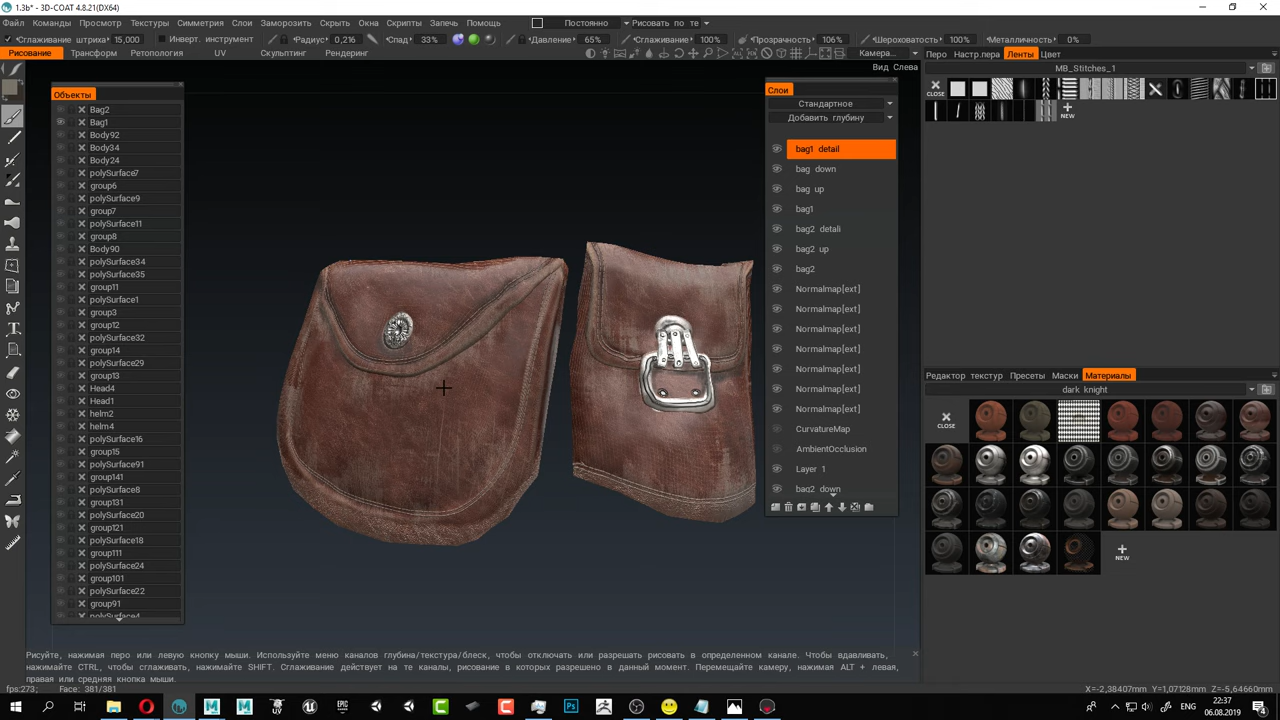 1.3b* - 3D-COAT 4.8.21(DX64)
Файл Команды Просмотр Текстуры Симметрия Слои Заморозить Скрыть Окна Скрипты Запечь Помощь Постоянно Рисовать по те
Сглаживание штриха 15,000 Инверт. инструмент Радиус 0,216 Спад 33% Давление 65% Сглаживание 100% Прозрачность 106% Шероховатость 100% Металличность 0%
Рисование Трансформ Ретопология UV Скульптинг Рендеринг Камера... Перо Настр.пера Ленты Цвет
Вид Слева
MB_Stitches_1
CLOSE
NEW
Объекты
Bag2
Bag1
Body92
Body34
Body24
polySurface7
group6
polySurface9
group7
polySurface11
group8
Body90
polySurface34
polySurface35
group11
polySurface1
group3
group12
polySurface32
group14
polySurface29
group13
Head4
Head1
helm2
helm4
polySurface16
group15
polySurface91
group141
polySurface8
group131
polySurface20
group121
polySurface18
group111
polySurface24
group101
polySurface22
group91
polySurface4
Слои
Стандартное
Добавить глубину
bag1 detail
bag down
bag up
bag1
bag2 detali
bag2 up
bag2
Normalmap[ext]
Normalmap[ext]
Normalmap[ext]
Normalmap[ext]
Normalmap[ext]
Normalmap[ext]
Normalmap[ext]
CurvatureMap
AmbientOcclusion
Layer 1
bag2 down
Редактор текстур Пресеты Маски Материалы
dark knight
CLOSE
NEW
Рисуйте, нажимая перо или левую кнопку мыши. Используйте меню каналов глубина/текстура/блеск, чтобы отключать или разрешать рисовать в определенном канале. Чтобы вдавливать,
нажимайте CTRL, чтобы сглаживать, нажимайте SHIFT. Сглаживание действует на те каналы, рисование в которых разрешено в данный момент. Перемещайте камеру, нажимая ALT + левая,
правая или средняя кнопка мыши.
fps:273; Face: 381/381 X=-2,38407mm Y=1,07128mm Z=-5,64660mm
ENG
22:37
06.08.2019